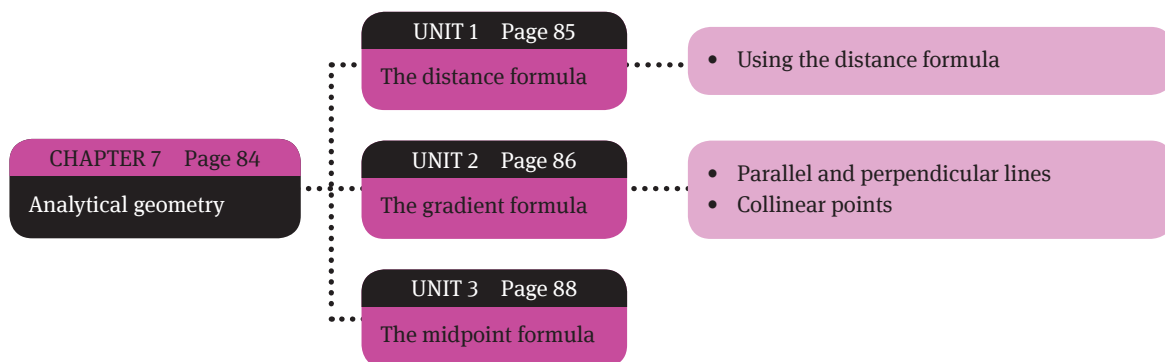 CHAPTER 7 Page 84
Analytical geometry
UNIT 1 Page 85
The distance formula
• Using the distance formula
UNIT 2 Page 86
The gradient formula
• Parallel and perpendicular lines
• Collinear points
UNIT 3 Page 88
The midpoint formula